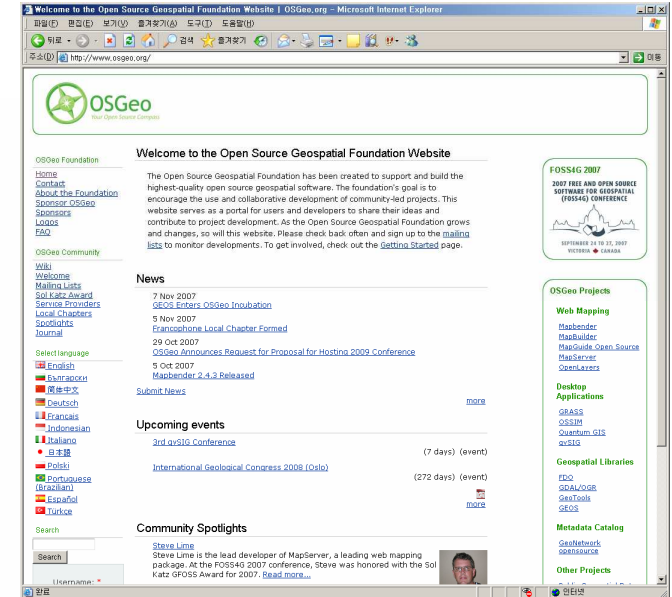 Welcome to the Open Source Geospatial Foundation Website | OSGeo.org - Microsoft Internet Explorer
파일(F) 편집(E) 보기(V) 즐겨찾기(A) 도구(T) 도움말(H)
뒤로 검색 즐겨찾기
주소(D) http://www.osgeo.org/ 이동
OSGeo
Your Open Source Compass
OSGeo Foundation
Home
Contact
About the Foundation
Sponsor OSGeo
Sponsors
Logos
FAQ
OSGeo Community
Wiki
Welcome
Mailing Lists
Sol Katz Award
Service Providers
Local Chapters
Spotlights
Journal
Select language
English
Български
简体中文
Deutsch
Français
Indonesian
Italiano
日本語
Polski
Portuguese
(Brazilian)
Español
Türkçe
Search
Search
Username: *
Welcome to the Open Source Geospatial Foundation Website
The Open Source Geospatial Foundation has been created to support and build the
highest-quality open source geospatial software. The foundation's goal is to
encourage the use and collaborative development of community-led projects. This
website serves as a portal for users and developers to share their ideas and
contribute to project development. As the Open Source Geospatial Foundation grows
and changes, so will this website. Please check back often and sign up to the mailing
lists to monitor developments. To get involved, check out the Getting Started page.
News
7 Nov 2007
GEOS Enters OSGeo Incubation
5 Nov 2007
Francophone Local Chapter Formed
29 Oct 2007
OSGeo Announces Request for Proposal for Hosting 2009 Conference
5 Oct 2007
Mapbender 2.4.3 Released
Submit News
more
Upcoming events
3rd gvSIG Conference
(7 days) (event)
International Geological Congress 2008 (Oslo)
(272 days) (event)
more
Community Spotlights
Steve Lime
Steve Lime is the lead developer of MapServer, a leading web mapping
package. At the FOSS4G 2007 conference, Steve was honored with the Sol
Katz GFOSS Award for 2007. Read more...
FOSS4G 2007
2007 FREE AND OPEN SOURCE
SOFTWARE FOR GEOSPATIAL
(FOSS4G) CONFERENCE
SEPTEMBER 24 TO 27, 2007
VICTORIA CANADA
OSGeo Projects
Web Mapping
Mapbender
MapBuilder
MapGuide Open Source
MapServer
OpenLayers
Desktop
Applications
GRASS
OSSIM
Quantum GIS
gvSIG
Geospatial Libraries
FDO
GDAL/OGR
GeoTools
GEOS
Metadata Catalog
GeoNetwork
opensource
Other Projects
완료 인터넷